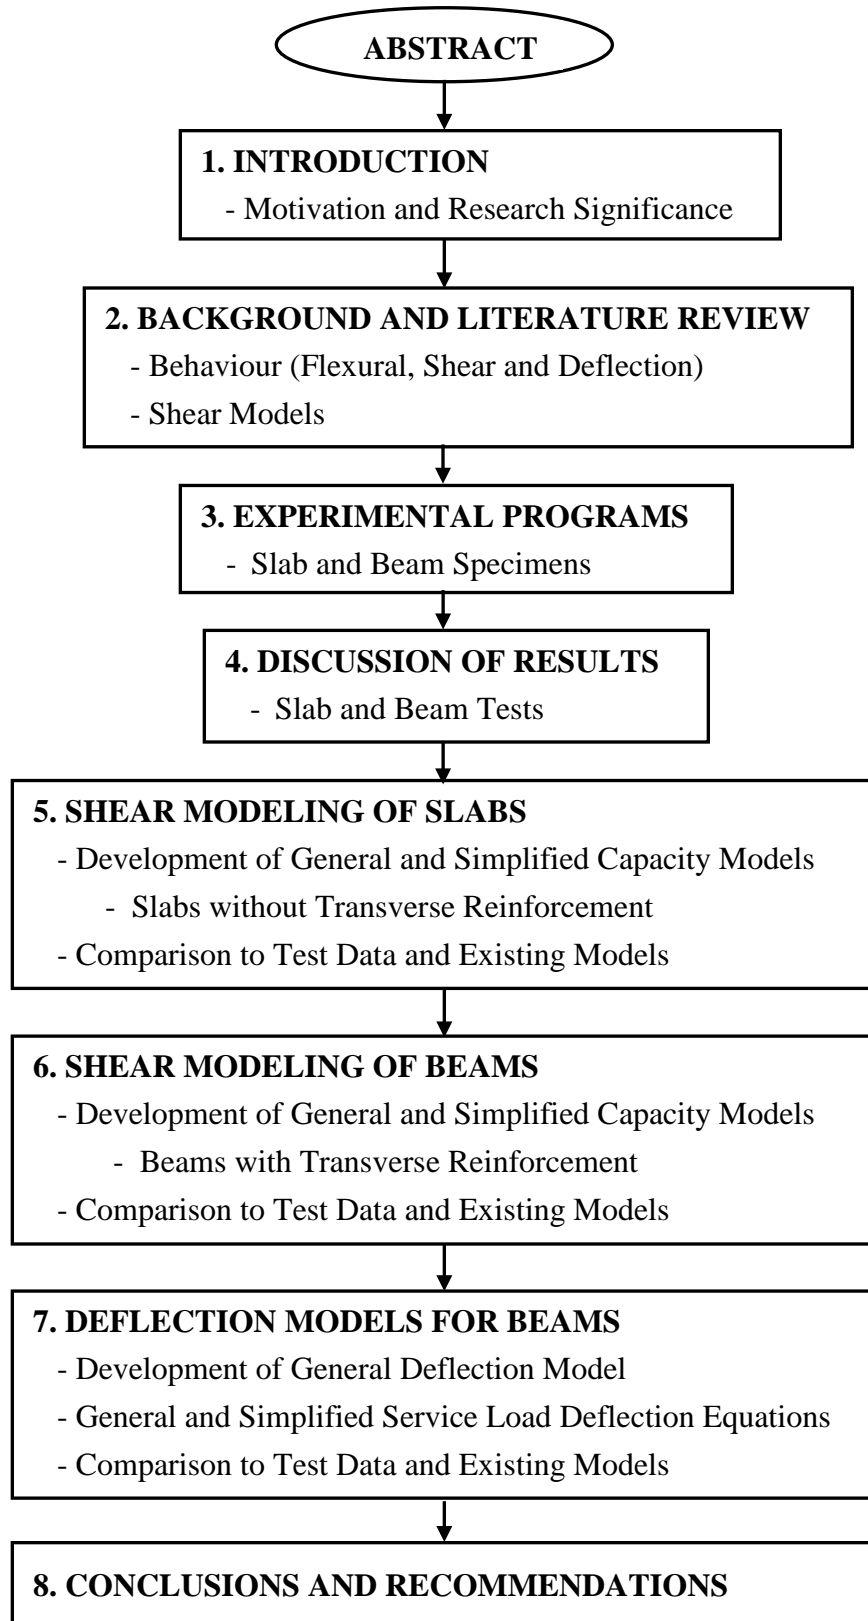 ABSTRACT
1. INTRODUCTION
- Motivation and Research Significance
2. BACKGROUND AND LITERATURE REVIEW
- Behaviour (Flexural, Shear and Deflection)
- Shear Models
3. EXPERIMENTAL PROGRAMS
- Slab and Beam Specimens
4. DISCUSSION OF RESULTS
- Slab and Beam Tests
5. SHEAR MODELING OF SLABS
- Development of General and Simplified Capacity Models
- Slabs without Transverse Reinforcement
- Comparison to Test Data and Existing Models
6. SHEAR MODELING OF BEAMS
- Development of General and Simplified Capacity Models
- Beams with Transverse Reinforcement
- Comparison to Test Data and Existing Models
7. DEFLECTION MODELS FOR BEAMS
- Development of General Deflection Model
- General and Simplified Service Load Deflection Equations
- Comparison to Test Data and Existing Models
8. CONCLUSIONS AND RECOMMENDATIONS